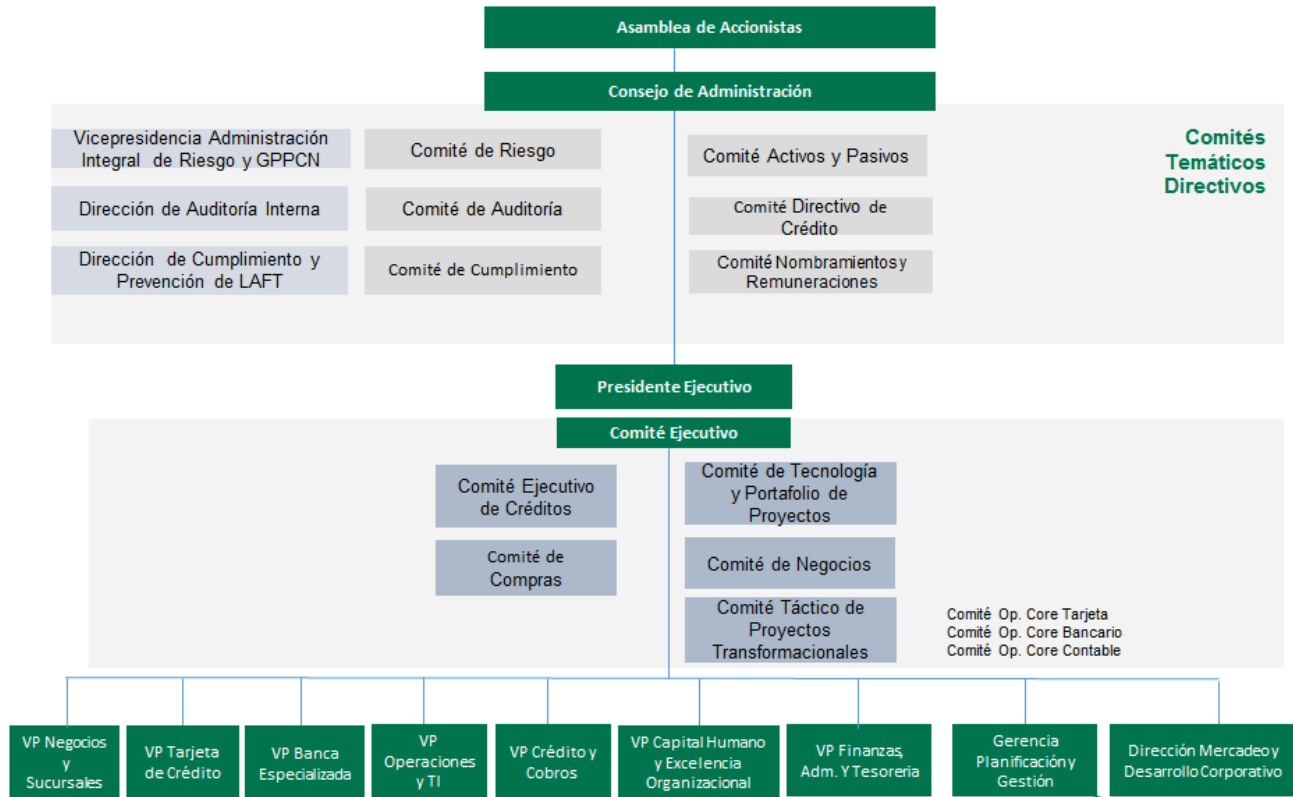 Asamblea de Accionistas
Consejo de Administración
Vicepresidencia Administración
Integral de Riesgo y GPPCN
Comité de Riesgo
Comité Activos y Pasivos
Comités
Temáticos
Directivos
Dirección de Auditoría Interna
Comité de Auditoría
Comité Directivo de
Crédito
Dirección de Cumplimiento y
Prevención de LAFT
Comité de Cumplimiento
Comité Nombramientos y
Remuneraciones
Presidente Ejecutivo
Comité Ejecutivo
Comité Ejecutivo
de Créditos
Comité de Tecnología
y Portafolio de
Proyectos
Comité de
Compras
Comité de Negocios
Comité Táctico de
Proyectos
Transformacionales
Comité Op. Core Tarjeta
Comité Op. Core Bancario
Comité Op. Core Contable
VP Negocios
y
Sucursales
VP Tarjeta
de Crédito
VP Banca
Especializada
VP
Operaciones
y TI
VP Crédito y
Cobros
VP Capital Humano
y Excelencia
Organizacional
VP Finanzas,
Adm. Y Tesoreria
Gerencia
Planificación y
Gestión
Dirección Mercadeo y
Desarrollo Corporativo